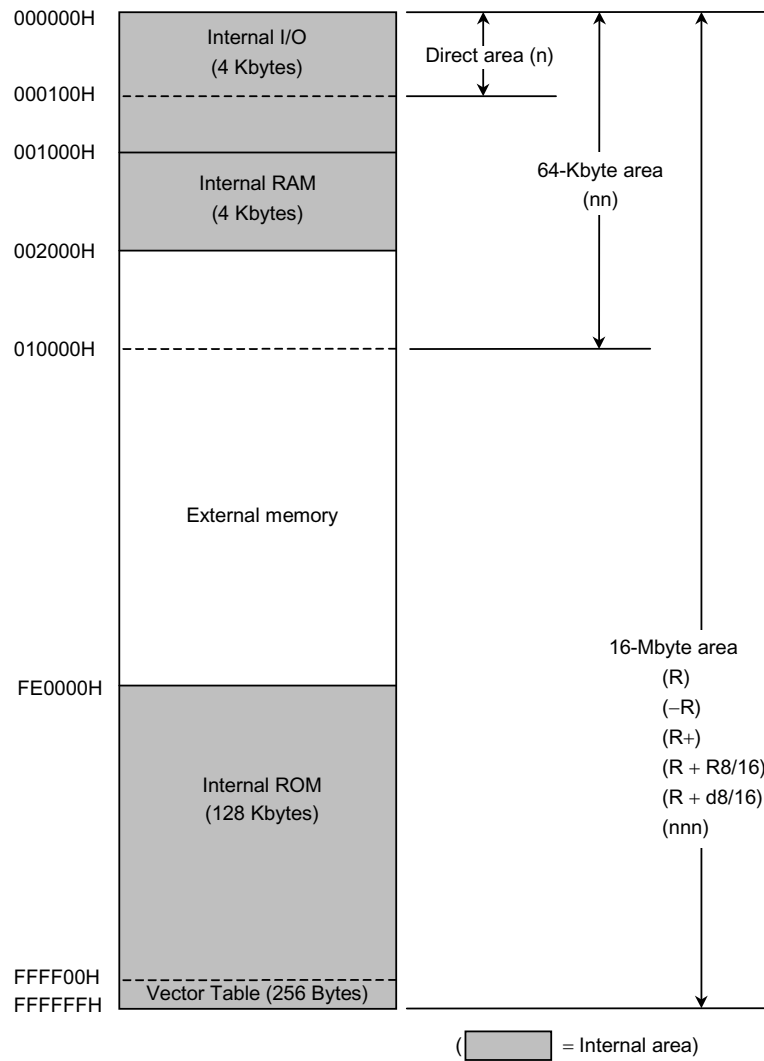 000000H
Internal I/O
(4 Kbytes)
Direct area (n)
000100H
001000H
Internal RAM
(4 Kbytes)
64-Kbyte area
(nn)
002000H
010000H
External memory
16-Mbyte area
(R)
(−R)
(R+)
(R + R8/16)
(R + d8/16)
(nnn)
FE0000H
Internal ROM
(128 Kbytes)
FFFF00H
Vector Table (256 Bytes)
FFFFFFH
( = Internal area)